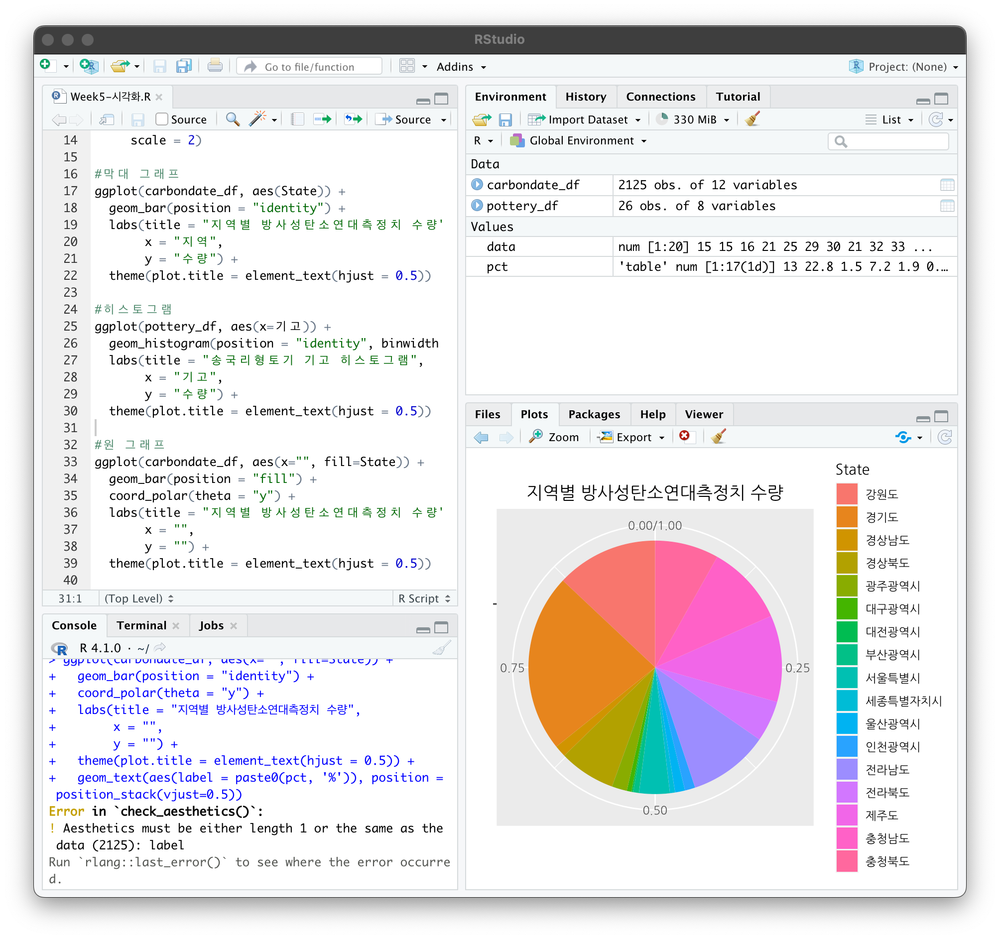 RStudio
Go to file/function
Addins
Project: (None)
Week5-시각화.R
Source
Source
14 scale = 2)
15
16 #막대 그래프
17 ggplot(carbondate_df, aes(State)) +
18 geom_bar(position = "identity") +
19 labs(title = "지역별 방사성탄소연대측정치 수량"
20 x = "지역",
21 y = "수량") +
22 theme(plot.title = element_text(hjust = 0.5))
23
24 #히스토그램
25 ggplot(pottery_df, aes(x=기고)) +
26 geom_histogram(position = "identity", binwidth
27 labs(title = "송국리형토기 기고 히스토그램",
28 x = "기고",
29 y = "수량") +
30 theme(plot.title = element_text(hjust = 0.5))
31
32 #원 그래프
33 ggplot(carbondate_df, aes(x="", fill=State)) +
34 geom_bar(position = "fill") +
35 coord_polar(theta = "y") +
36 labs(title = "지역별 방사성탄소연대측정치 수량"
37 x = "",
38 y = "") +
39 theme(plot.title = element_text(hjust = 0.5))
40
31:1 (Top Level) R Script
Console Terminal Jobs
R 4.1.0 · ~/
> ggplot(carbondate_df, aes(x="", fill=State)) +
+ geom_bar(position = "identity") +
+ coord_polar(theta = "y") +
+ labs(title = "지역별 방사성탄소연대측정치 수량",
+ x = "",
+ y = "") +
+ theme(plot.title = element_text(hjust = 0.5)) +
+ geom_text(aes(label = paste0(pct, '%')), position =
position_stack(vjust=0.5))
Error in `check_aesthetics()`:
! Aesthetics must be either length 1 or the same as the
data (2125): label
Run `rlang::last_error()` to see where the error occurre
d.
Environment History Connections Tutorial
Import Dataset 330 MiB List
R Global Environment
Data
carbondate_df 2125 obs. of 12 variables
pottery_df 26 obs. of 8 variables
Values
data num [1:20] 15 15 16 21 25 29 30 21 32 33 ...
pct 'table' num [1:17(1d)] 13 22.8 1.5 7.2 1.9 0.…
Files Plots Packages Help Viewer
Zoom Export
지역별 방사성탄소연대측정치 수량
0.00/1.00
0.75
0.25
0.50
State
강원도
경기도
경상남도
경상북도
광주광역시
대구광역시
대전광역시
부산광역시
서울특별시
세종특별자치시
울산광역시
인천광역시
전라남도
전라북도
제주도
충청남도
충청북도